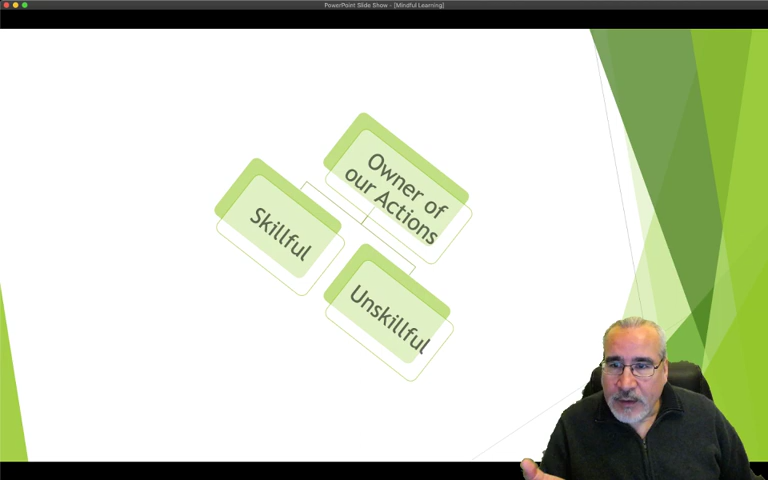 PowerPoint Slide Show - [Mindful Learning]
Owner of
our Actions
Skillful
Unskillful